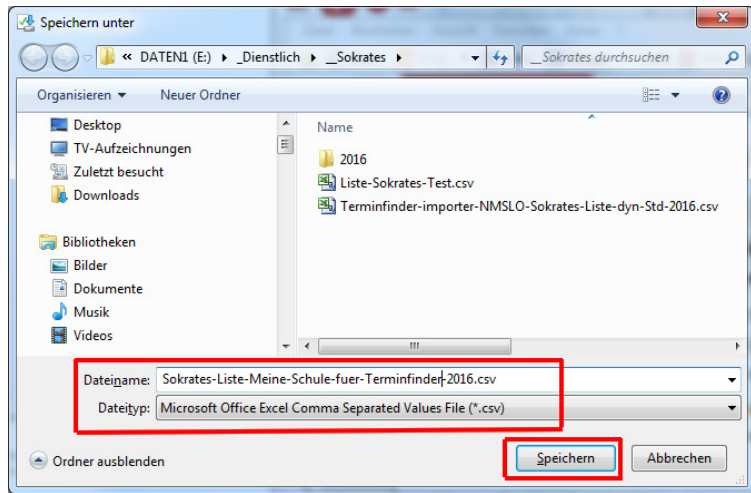 Speichern unter
« DATEN1 (E:) ▸ _Dienstlich ▸ __Sokrates ▸
__Sokrates durchsuchen
Organisieren ▾ Neuer Ordner
Desktop
TV-Aufzeichnungen
Zuletzt besucht
Downloads
Bibliotheken
Bilder
Dokumente
Musik
Videos
Name
2016
Liste-Sokrates-Test.csv
Terminfinder-importer-NMSLO-Sokrates-Liste-dyn-Std-2016.csv
Dateiname: Sokrates-Liste-Meine-Schule-fuer-Terminfinder-2016.csv
Dateityp: Microsoft Office Excel Comma Separated Values File (*.csv)
Ordner ausblenden
Speichern
Abbrechen